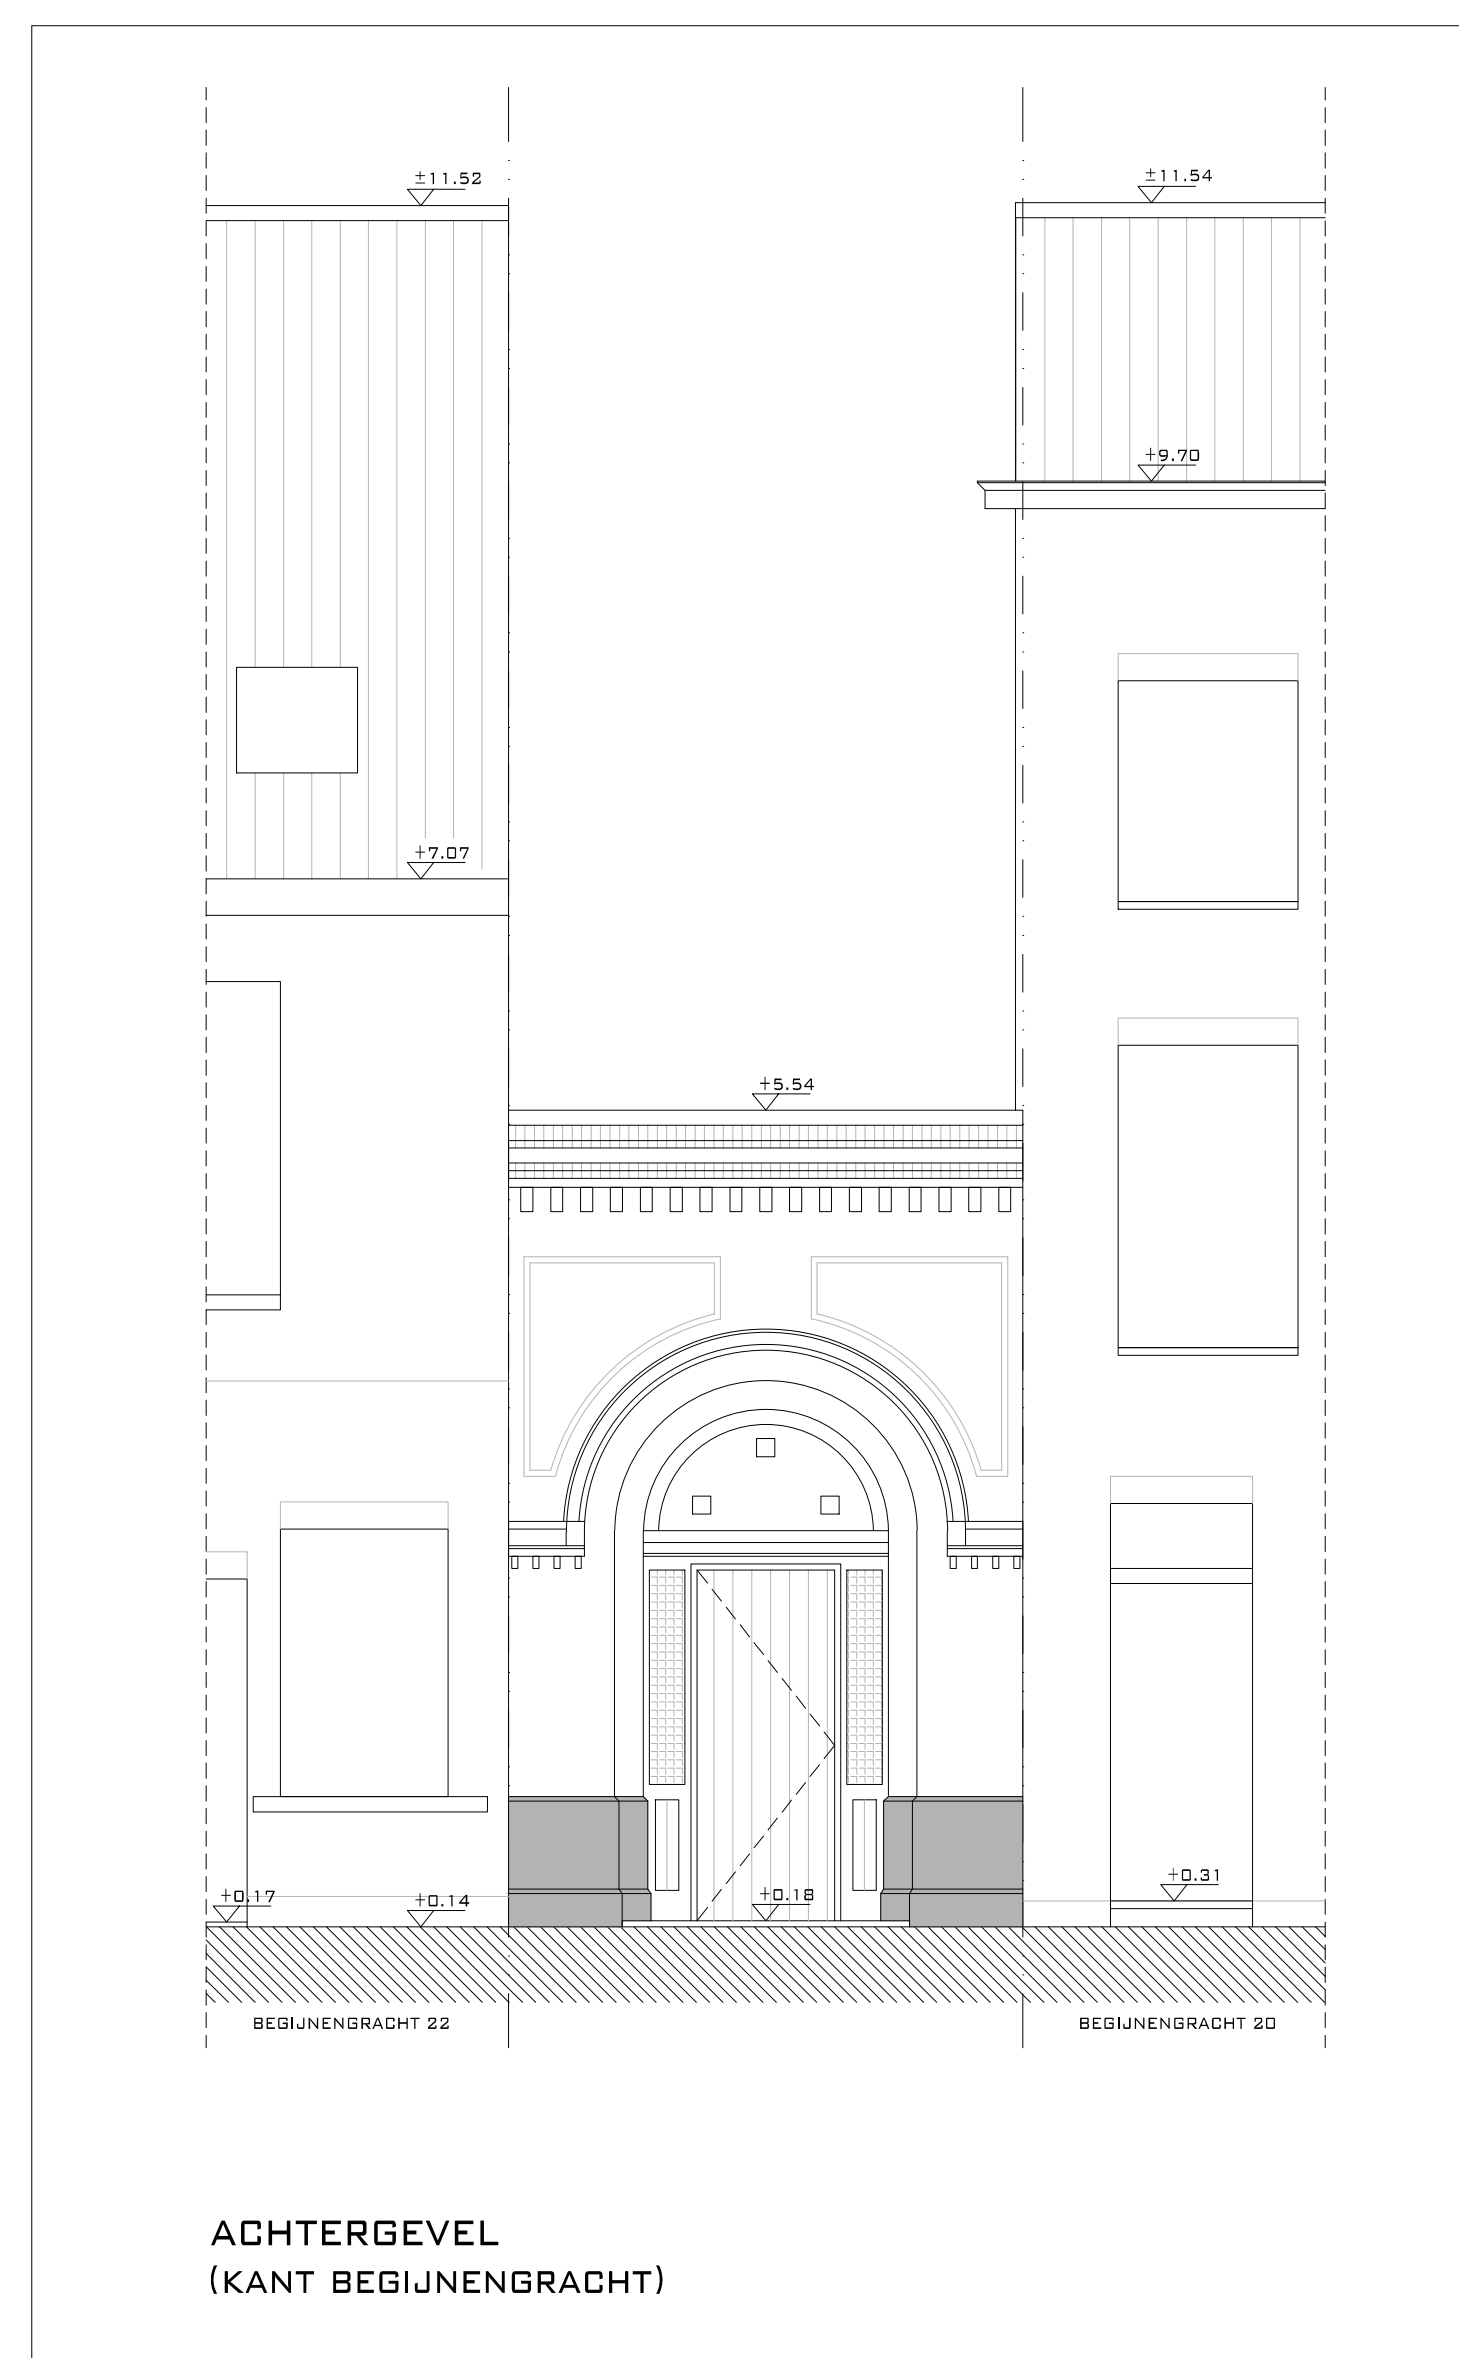 ±11.52
±11.54
+9.70
+7.07
+5.54
+0.17
+0.14
+0.18
+0.31
BEGIJNENGRACHT 22
BEGIJNENGRACHT 20
ACHTERGEVEL
(KANT BEGIJNENGRACHT)